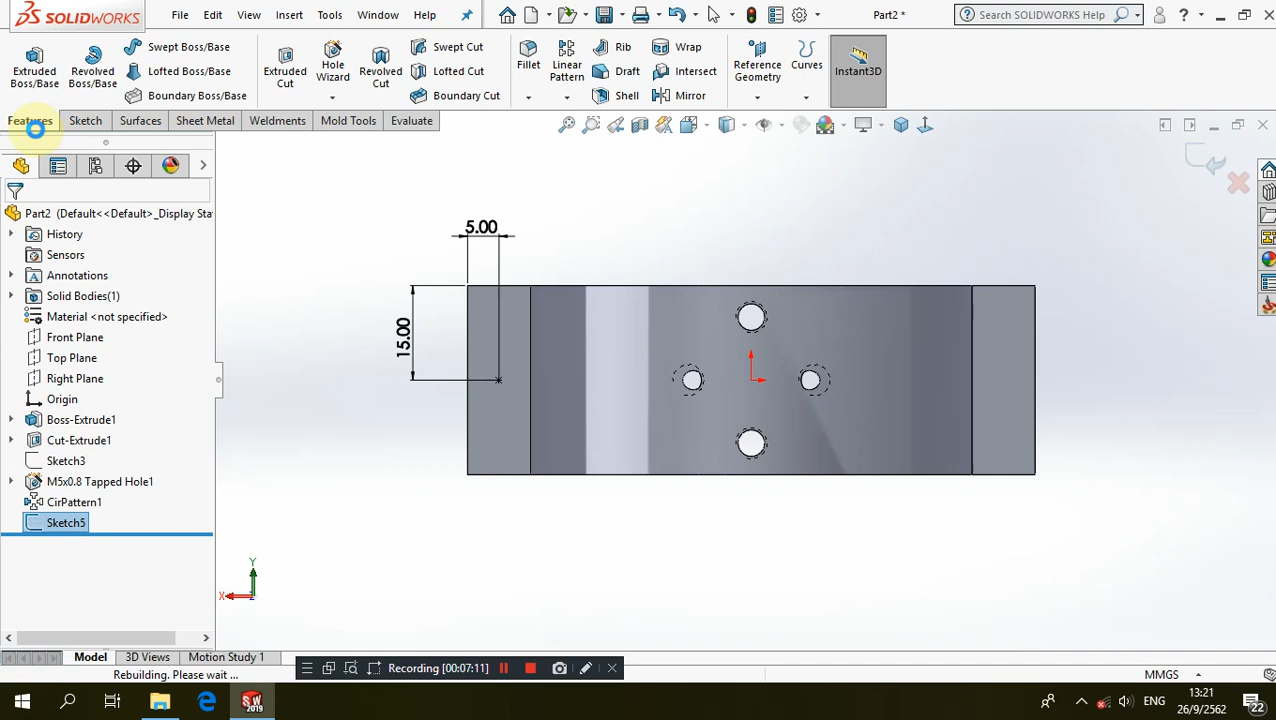 SOLIDWORKS File Edit View Insert Tools Window Help Part2 * Search SOLIDWORKS Help ?
Extruded Boss/Base Revolved Boss/Base Swept Boss/Base Lofted Boss/Base Boundary Boss/Base Extruded Cut Hole Wizard Revolved Cut Swept Cut Lofted Cut Boundary Cut Fillet Linear Pattern Rib Draft Shell Wrap Intersect Mirror Reference Geometry Curves Instant3D
Features Sketch Surfaces Sheet Metal Weldments Mold Tools Evaluate
Part2 (Default<<Default>_Display Sta
History
Sensors
Annotations
Solid Bodies(1)
Material <not specified>
Front Plane
Top Plane
Right Plane
Origin
Boss-Extrude1
Cut-Extrude1
Sketch3
M5x0.8 Tapped Hole1
CirPattern1
Sketch5
5.00
15.00
Y
X
Z
Model 3D Views Motion Study 1
Recording [00:07:11]
Rebuilding. Please wait ...
MMGS
SW 2019
ENG
13:21
26/9/2562
22